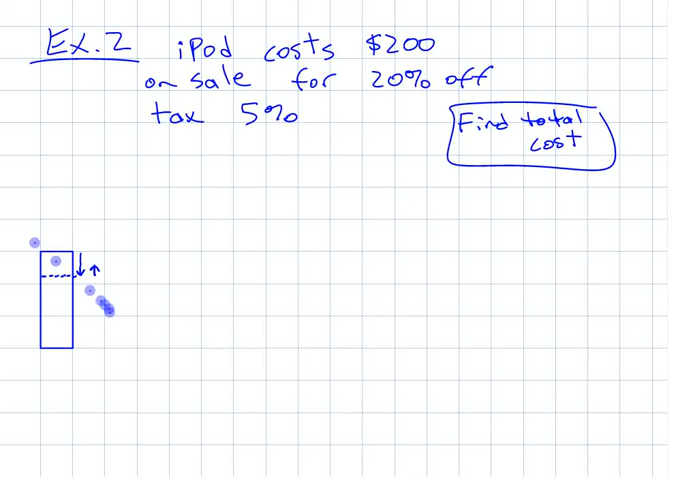 Ex. 2 iPod costs $200
on sale for 20% off
tax 5%
Find total
cost